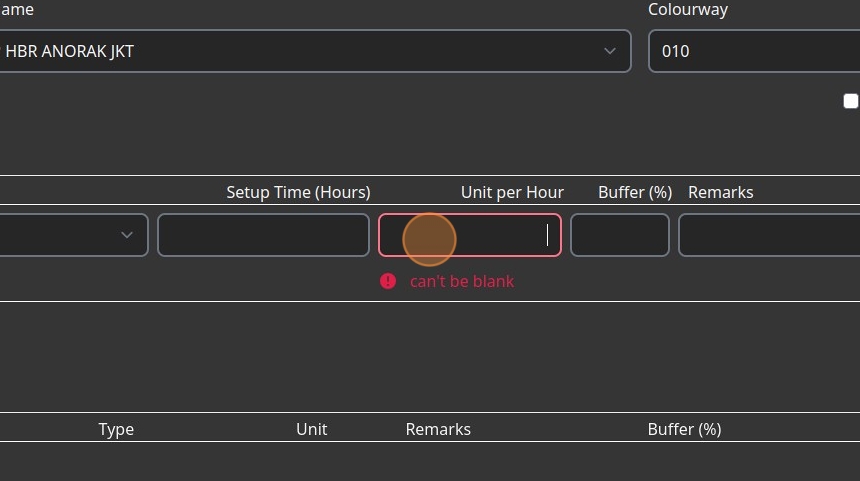 ame
Colourway
HBR ANORAK JKT
010
Setup Time (Hours)
Unit per Hour
Buffer (%)
Remarks
can't be blank
Type
Unit
Remarks
Buffer (%)